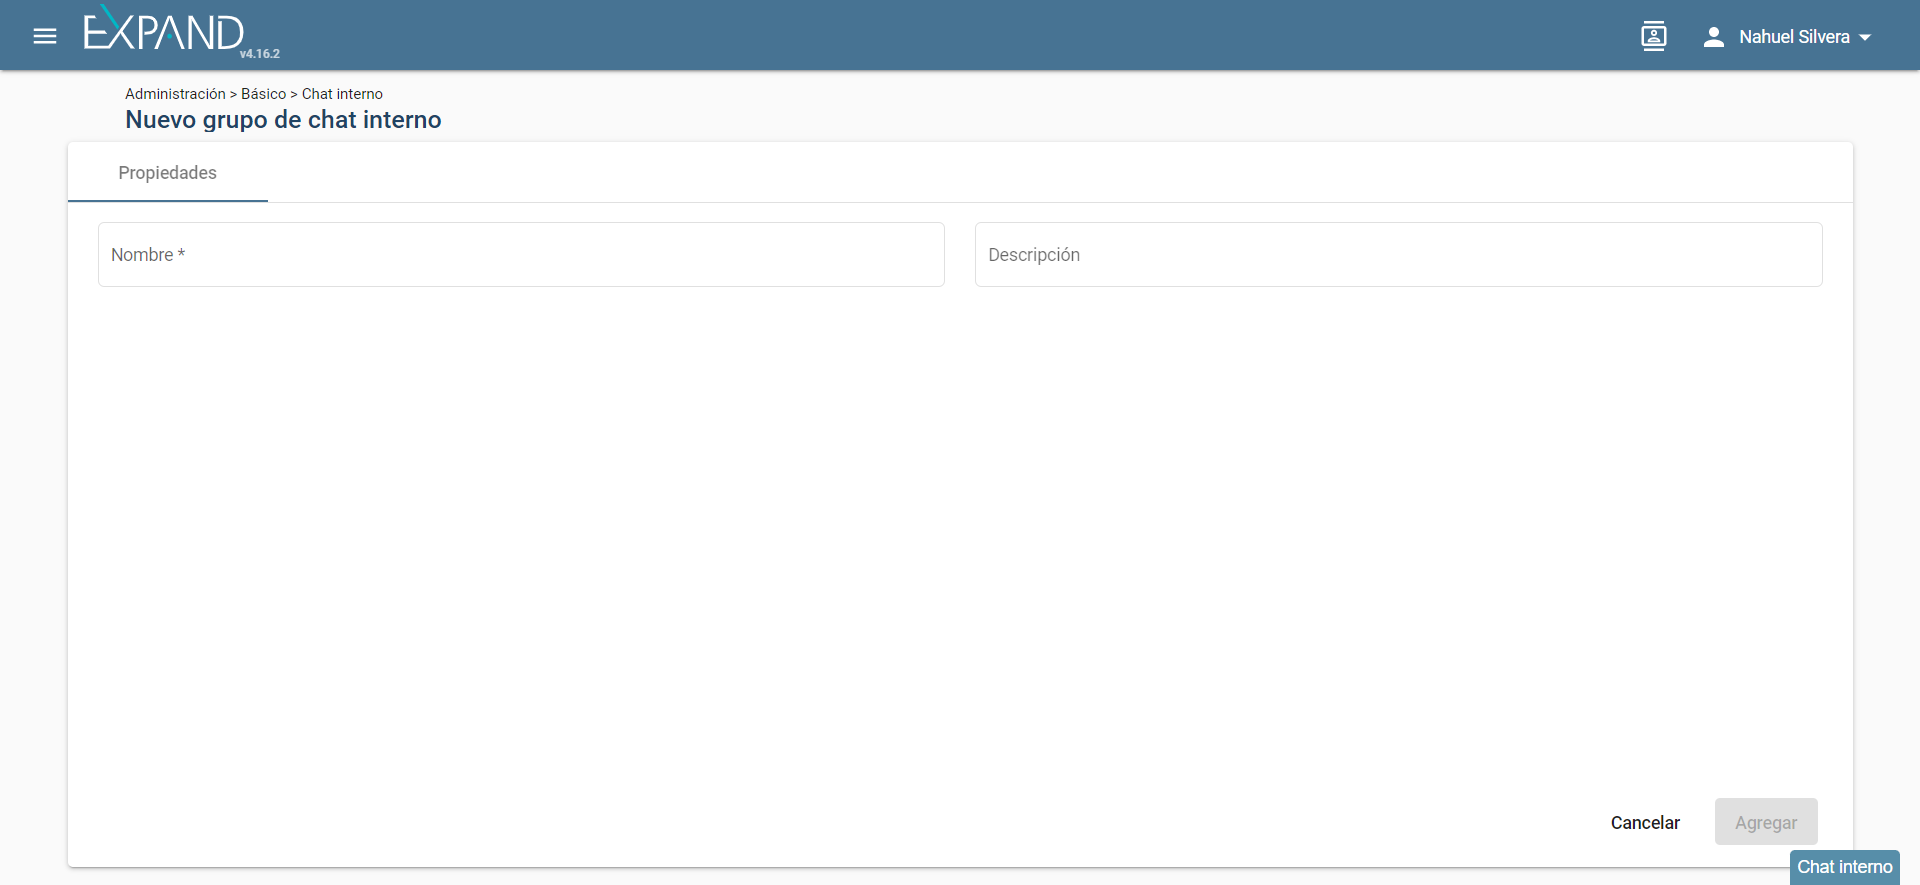 EXPAND
v4.16.2
Nahuel Silvera
Administración > Básico > Chat interno
Nuevo grupo de chat interno
Propiedades
Nombre *
Descripción
Cancelar
Agregar
Chat interno